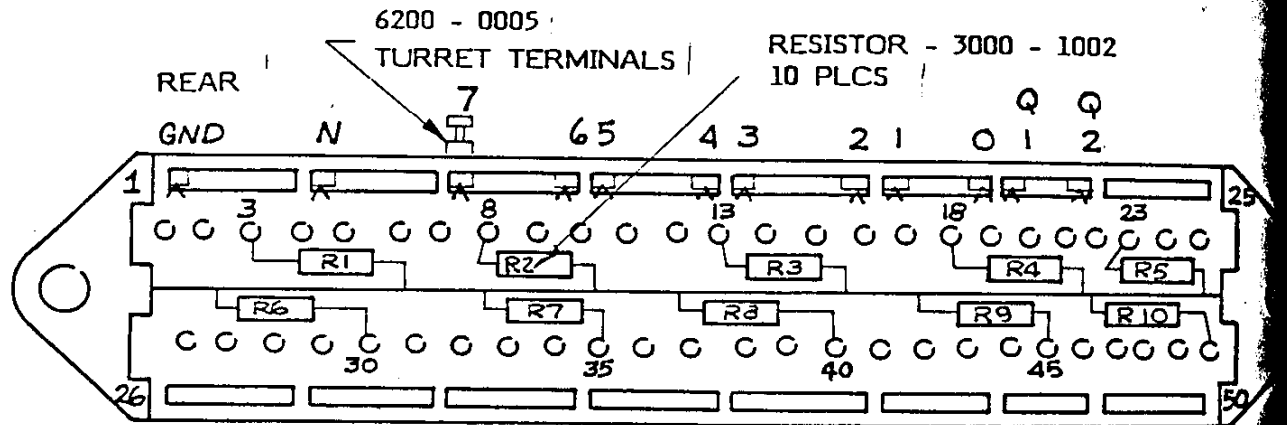 6200 - 0005
TURRET TERMINALS
RESISTOR - 3000 - 1002
10 PLCS
REAR
7
Q Q
GND N 6 5 4 3 2 1 0 1 2
1 25
3 8 13 18 23
R1 R2 R3 R4 R5
R6 R7 R8 R9 R10
30 35 40 45
26 50